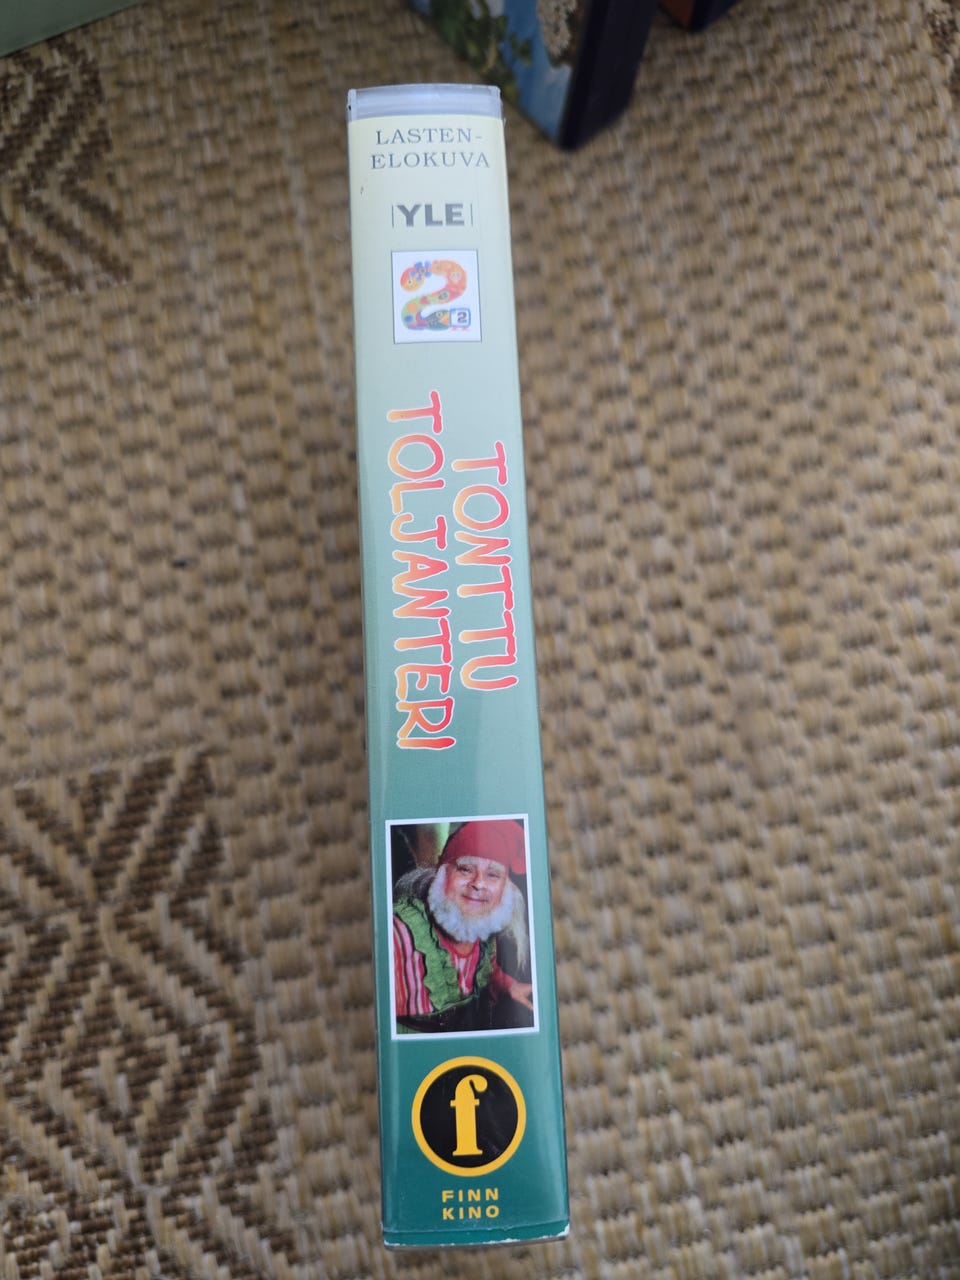 LASTEN-
ELOKUVA
YLE
2
TONTTU
TOLJANTERI
f
FINN
KINO